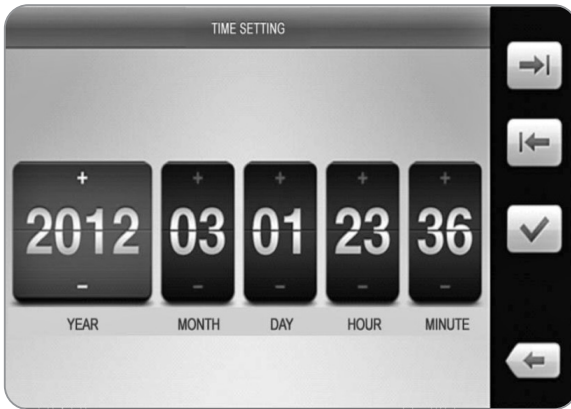 TIME SETTING
+ + + + +
2012 03 01 23 36
– – – – –
YEAR MONTH DAY HOUR MINUTE